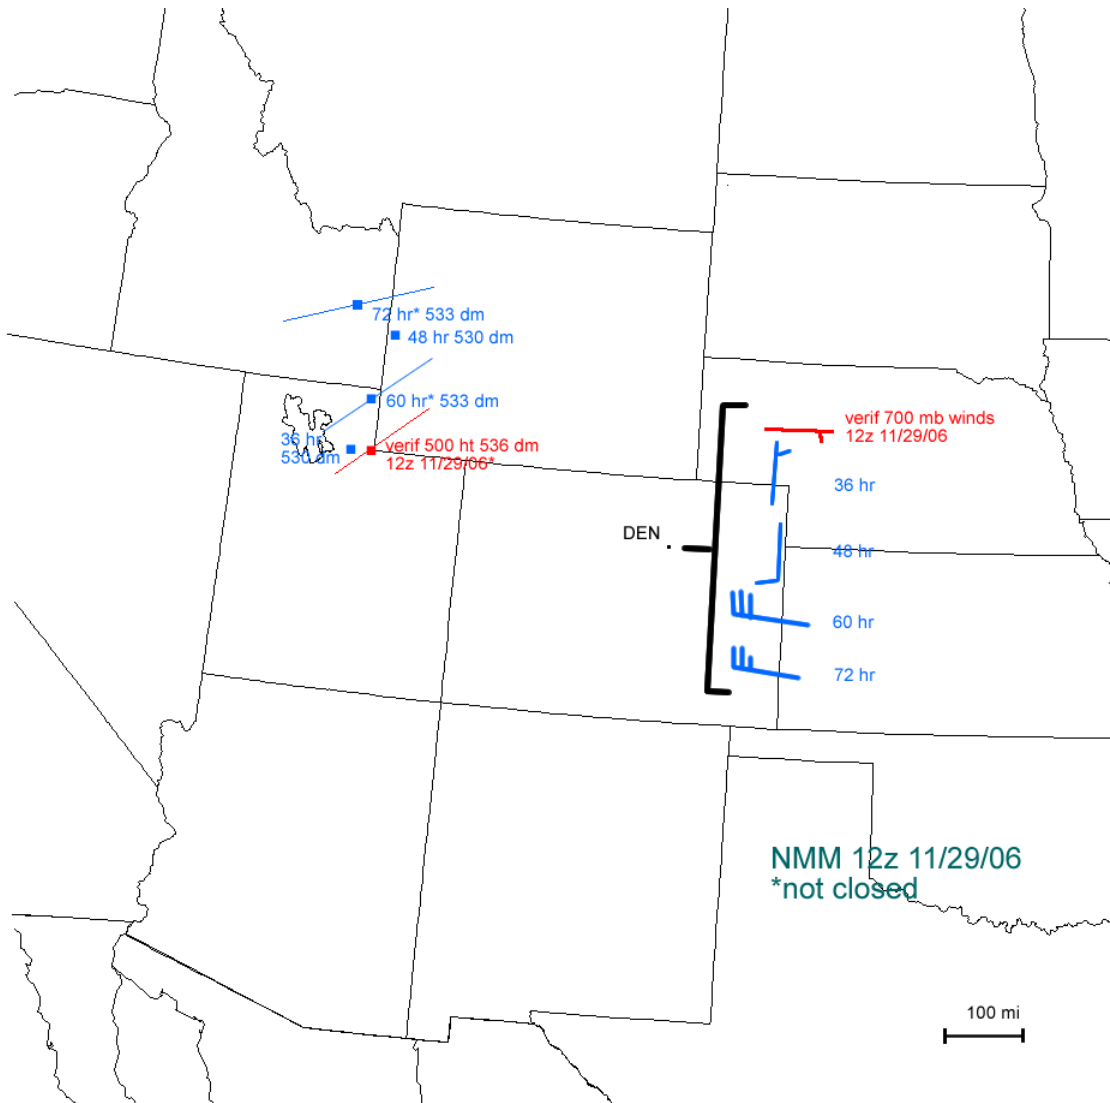 72 hr* 533 dm
48 hr 530 dm
60 hr* 533 dm
36 hr
530 dm
verif 500 ht 536 dm
12z 11/29/06*
verif 700 mb winds
12z 11/29/06
36 hr
DEN
48 hr
60 hr
72 hr
NMM 12z 11/29/06
*not closed
100 mi